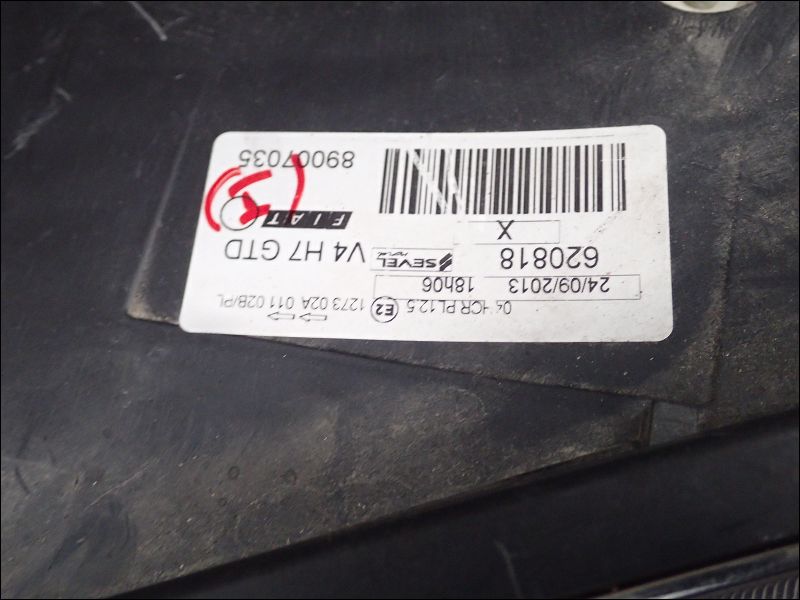 04 HCR PL 12.5 E2 1273 02A 011 02B/PL
24/09/2013 18h06
620818 SEVEL V4 H7 GTD
X FIAT
89007035